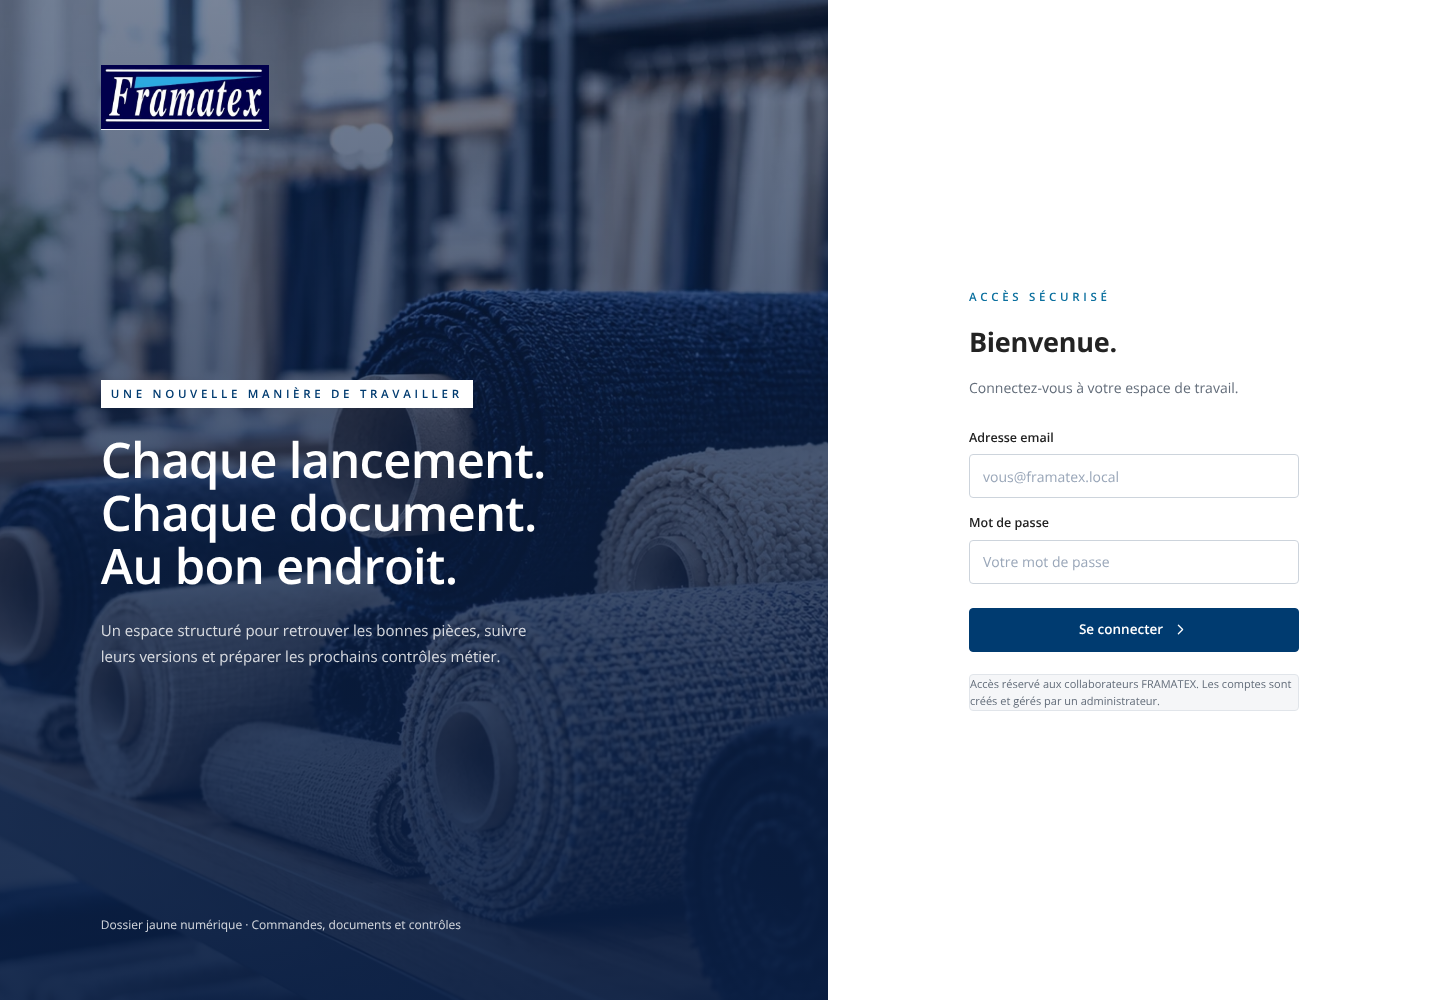 Framatex
UNE NOUVELLE MANIÈRE DE TRAVAILLER
Chaque lancement.
Chaque document.
Au bon endroit.
Un espace structuré pour retrouver les bonnes pièces, suivre
leurs versions et préparer les prochains contrôles métier.
Dossier jaune numérique · Commandes, documents et contrôles
ACCÈS SÉCURISÉ
Bienvenue.
Connectez-vous à votre espace de travail.
Adresse email
vous@framatex.local
Mot de passe
Votre mot de passe
Se connecter
Accès réservé aux collaborateurs FRAMATEX. Les comptes sont
créés et gérés par un administrateur.